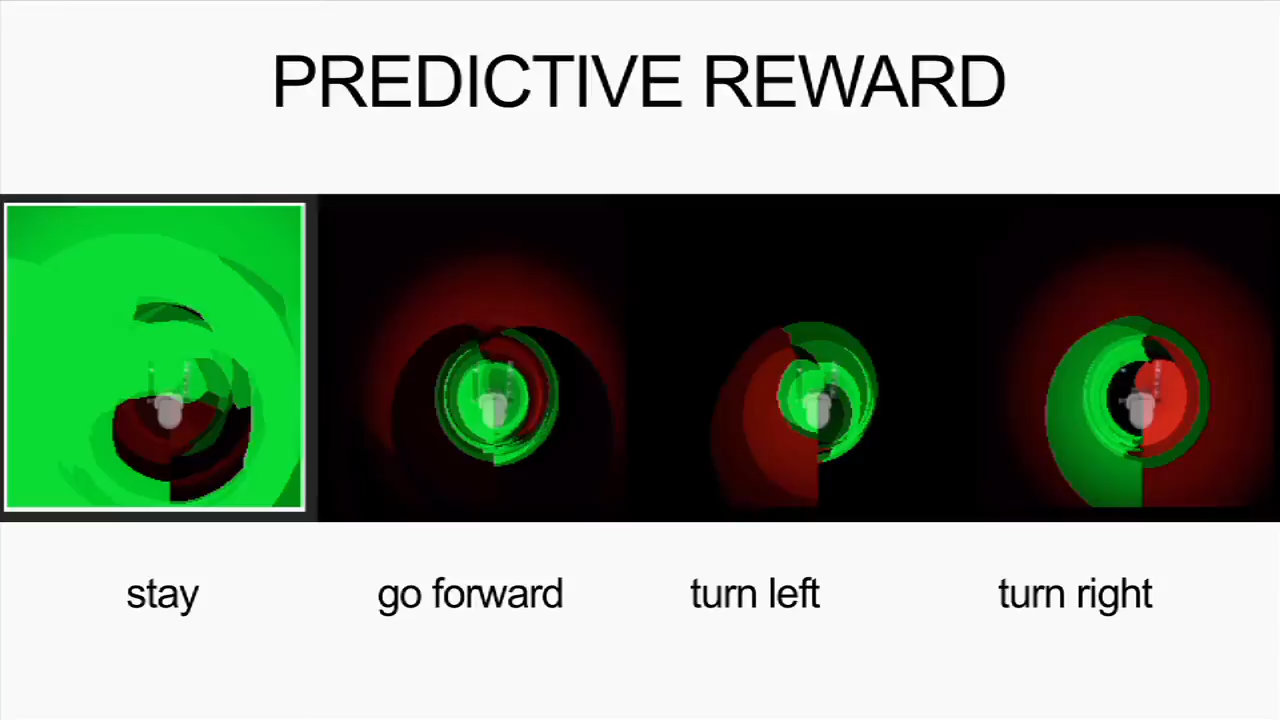 PREDICTIVE REWARD
stay
go forward
turn left
turn right